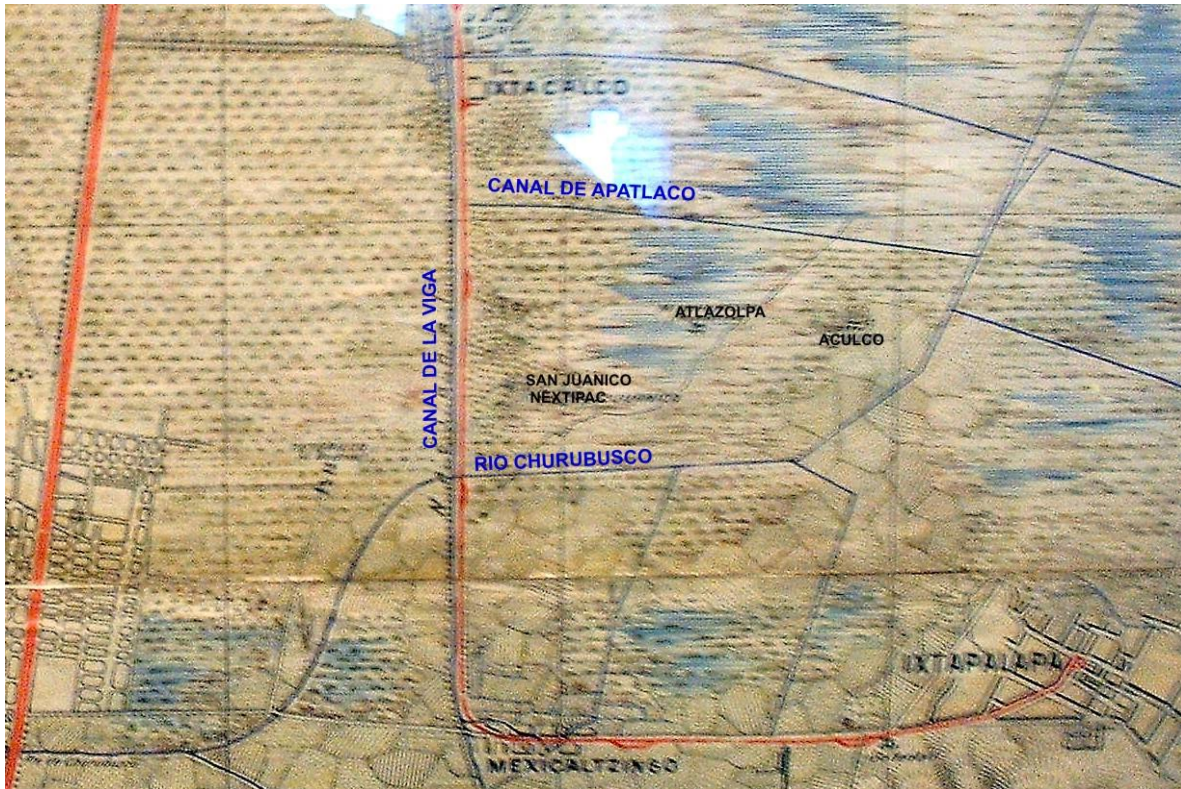 IXTACALCO
CANAL DE APATLACO
CANAL DE LA VIGA
ATLAZOLPA
ACULCO
SAN JUANICO
NEXTIPAC
RIO CHURUBUSCO
IXTAPALAPA
MEXICALTZINGO